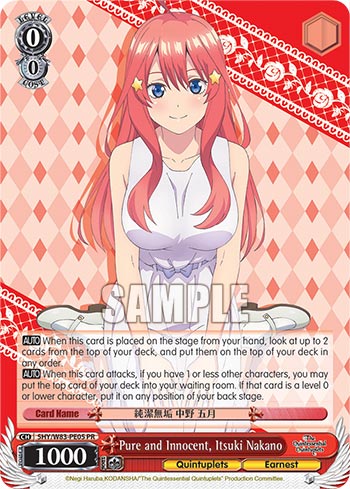 0
0
COST
SAMPLE
AUTO When this card is placed on the stage from your hand, look at up to 2
cards from the top of your deck, and put them on the top of your deck in
any order.
AUTO When this card attacks, if you have 1 or less other characters, you may
put the top card of your deck into your waiting room. If that card is a level 0
or lower character, put it on any position of your back stage.
Card Name 純潔無垢 中野 五月
CH SHY/W83-PE05 PR Pure and Innocent, Itsuki Nakano
1000 Quintuplets Earnest
The Quintessential Quintuplets
©Negi Haruba,KODANSHA/"The Quintessential Quintuplets" Production Committee.